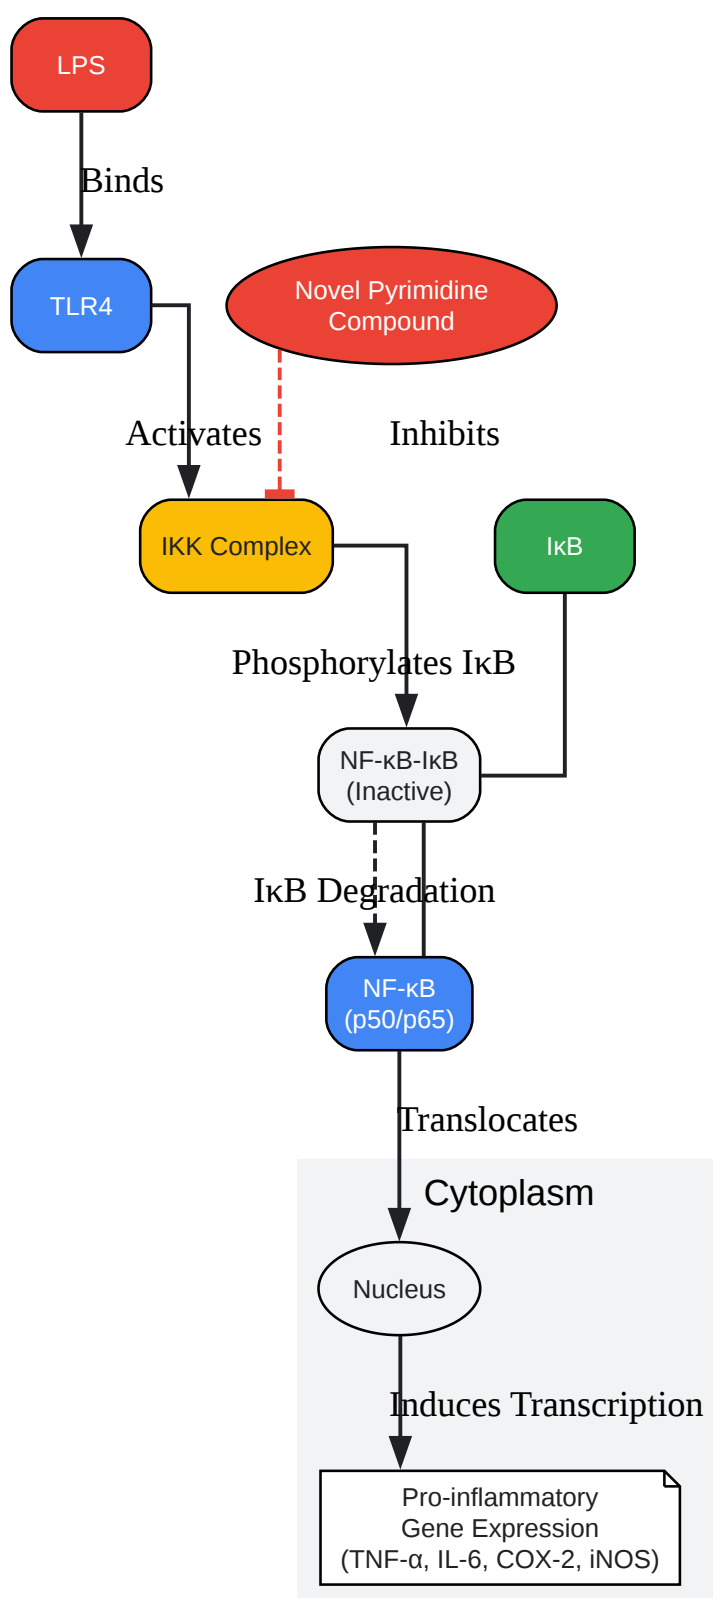 LPS
Binds
TLR4
Novel Pyrimidine
Compound
Activates
Inhibits
IKK Complex
IκB
Phosphorylates IκB
NF-κB-IκB
(Inactive)
IκB Degradation
NF-κB
(p50/p65)
Translocates
Cytoplasm
Nucleus
Induces Transcription
Pro-inflammatory
Gene Expression
(TNF-α, IL-6, COX-2, iNOS)